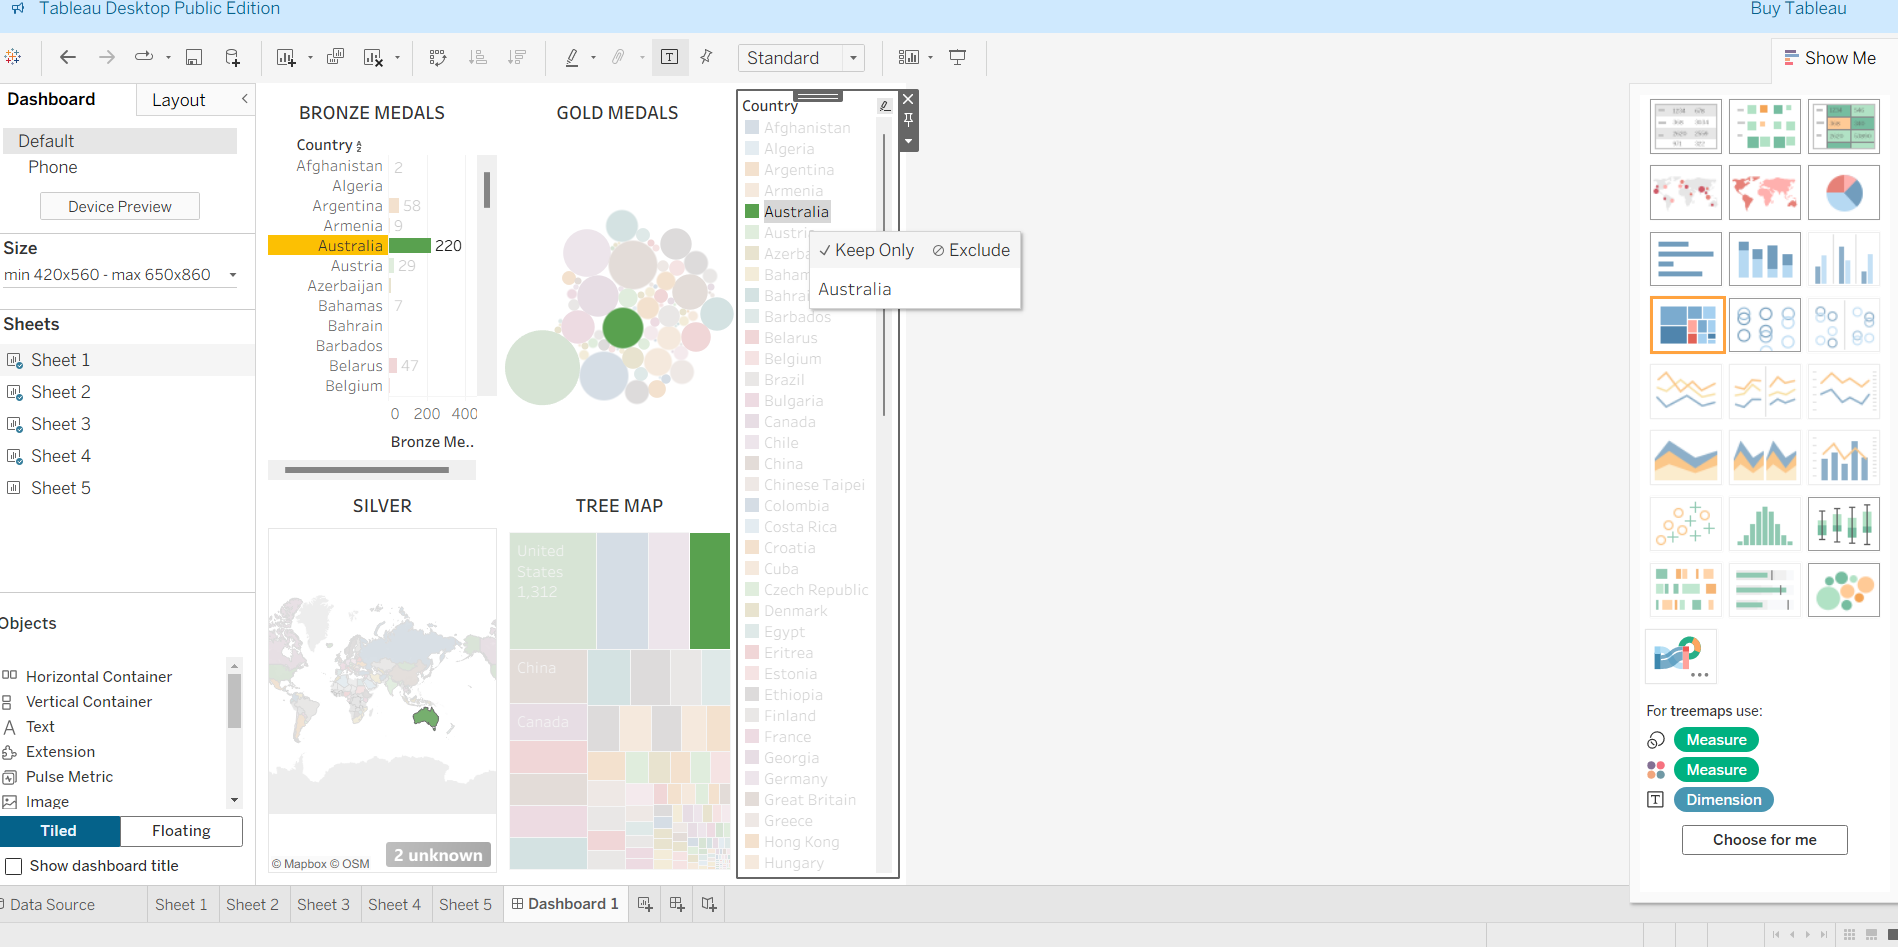 Tableau Desktop Public Edition
Buy Tableau
Standard
Show Me
Dashboard
Layout
Default
Phone
Device Preview
Size
min 420x560 - max 650x860
Sheets
Sheet 1
Sheet 2
Sheet 3
Sheet 4
Sheet 5
Objects
Horizontal Container
Vertical Container
Text
Extension
Pulse Metric
Image
Tiled
Floating
Show dashboard title
BRONZE MEDALS
Country
Afghanistan 2
Algeria
Argentina 58
Armenia 9
Australia 220
Austria 29
Azerbaijan
Bahamas 7
Bahrain
Barbados
Belarus 47
Belgium
0 200 400
Bronze Me..
GOLD MEDALS
SILVER
© Mapbox © OSM
2 unknown
TREE MAP
United
States
1,312
China
Canada
Country
Afghanistan
Algeria
Argentina
Armenia
Australia
Austria
Keep Only
Exclude
Australia
Barbados
Belarus
Belgium
Brazil
Bulgaria
Canada
Chile
China
Chinese Taipei
Colombia
Costa Rica
Croatia
Cuba
Czech Republic
Denmark
Egypt
Eritrea
Estonia
Ethiopia
Finland
France
Georgia
Germany
Great Britain
Greece
Hong Kong
Hungary
For treemaps use:
Measure
Measure
Dimension
Choose for me
Data Source
Sheet 1
Sheet 2
Sheet 3
Sheet 4
Sheet 5
Dashboard 1